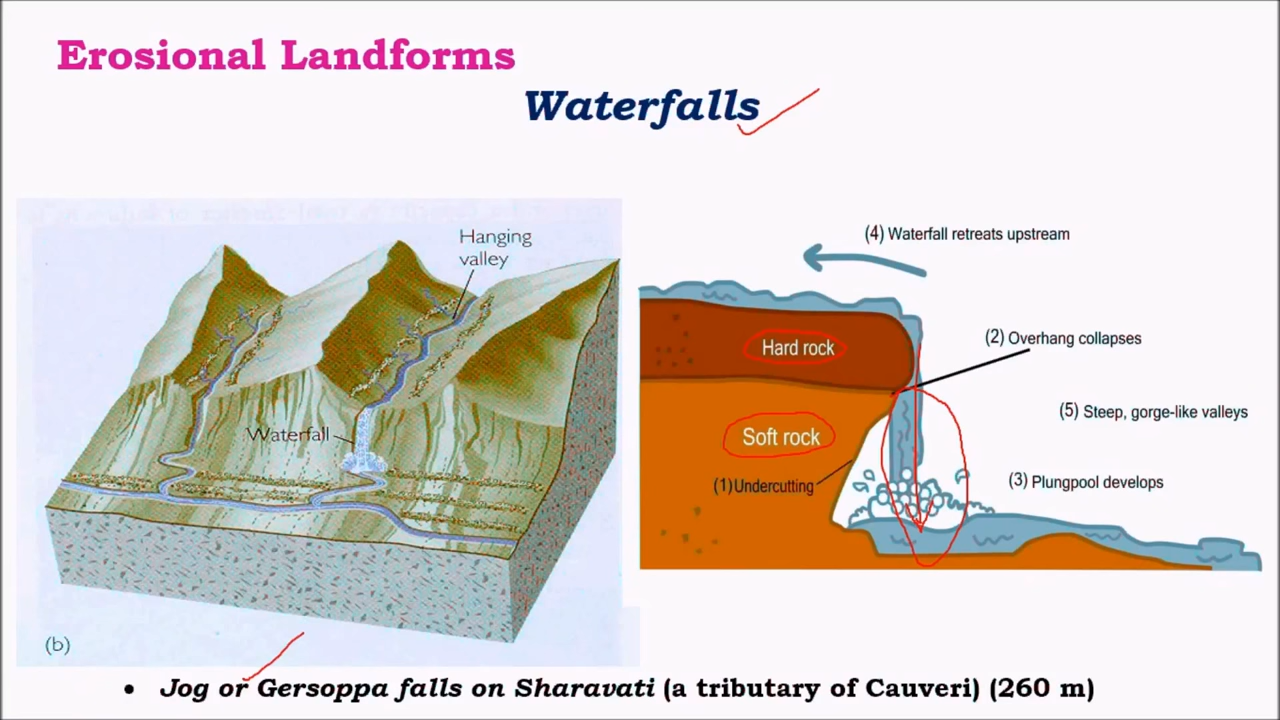 Erosional Landforms
Waterfalls
Hanging
valley
Waterfall
(b)
(4) Waterfall retreats upstream
(2) Overhang collapses
Hard rock
(5) Steep, gorge-like valleys
Soft rock
(1) Undercutting
(3) Plungpool develops
• Jog or Gersoppa falls on Sharavati (a tributary of Cauveri) (260 m)